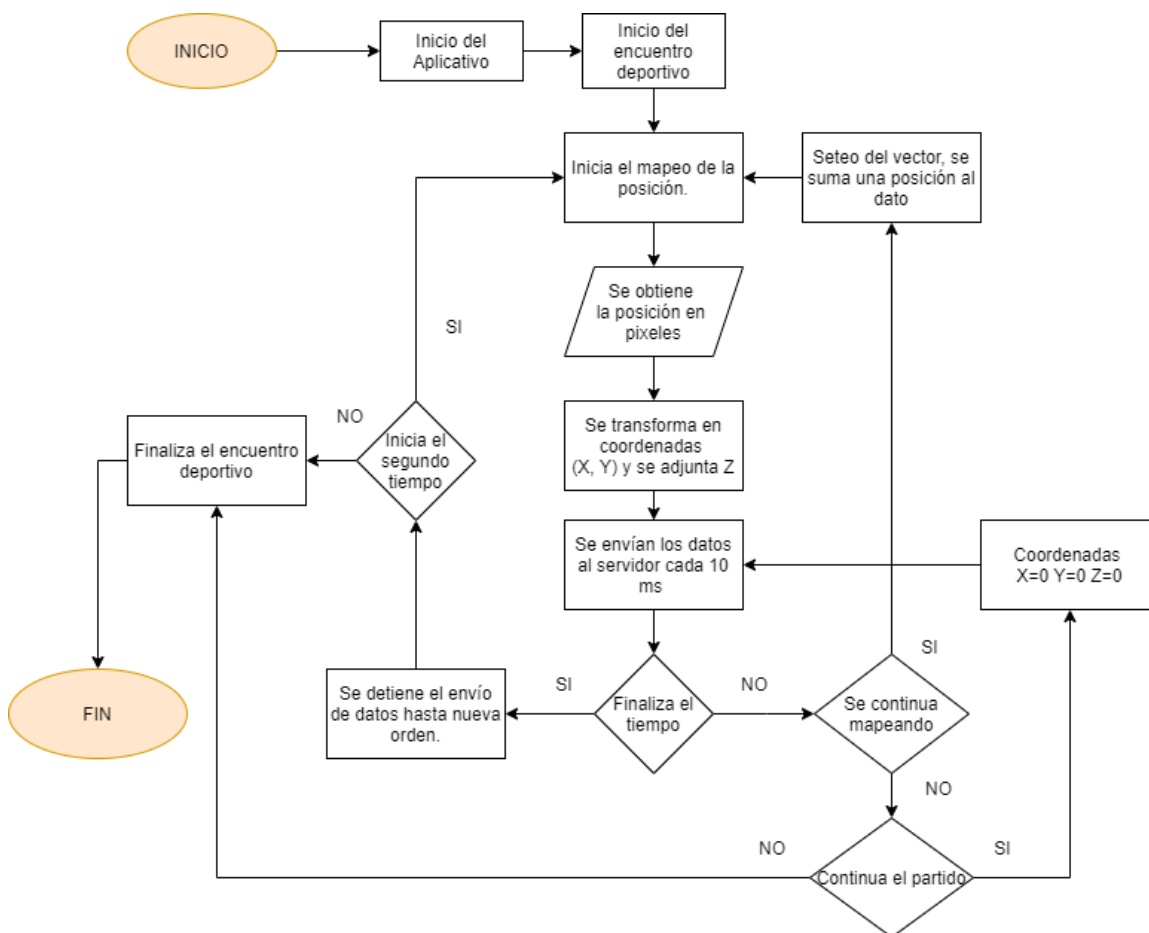 INICIO
Inicio del
Aplicativo
Inicio del
encuentro
deportivo
Inicia el mapeo de la
posición.
Seteo del vector, se
suma una posición al
dato
Se obtiene
la posición en
pixeles
SI
Se transforma en
coordenadas
(X, Y) y se adjunta Z
NO
Inicia el
segundo
tiempo
Finaliza el encuentro
deportivo
Se envían los datos
al servidor cada 10
ms
Coordenadas
X=0 Y=0 Z=0
SI
Se detiene el envío
de datos hasta nueva
orden.
SI
Finaliza el
tiempo
NO
Se continua
mapeando
FIN
NO
NO
Continua el partido
SI